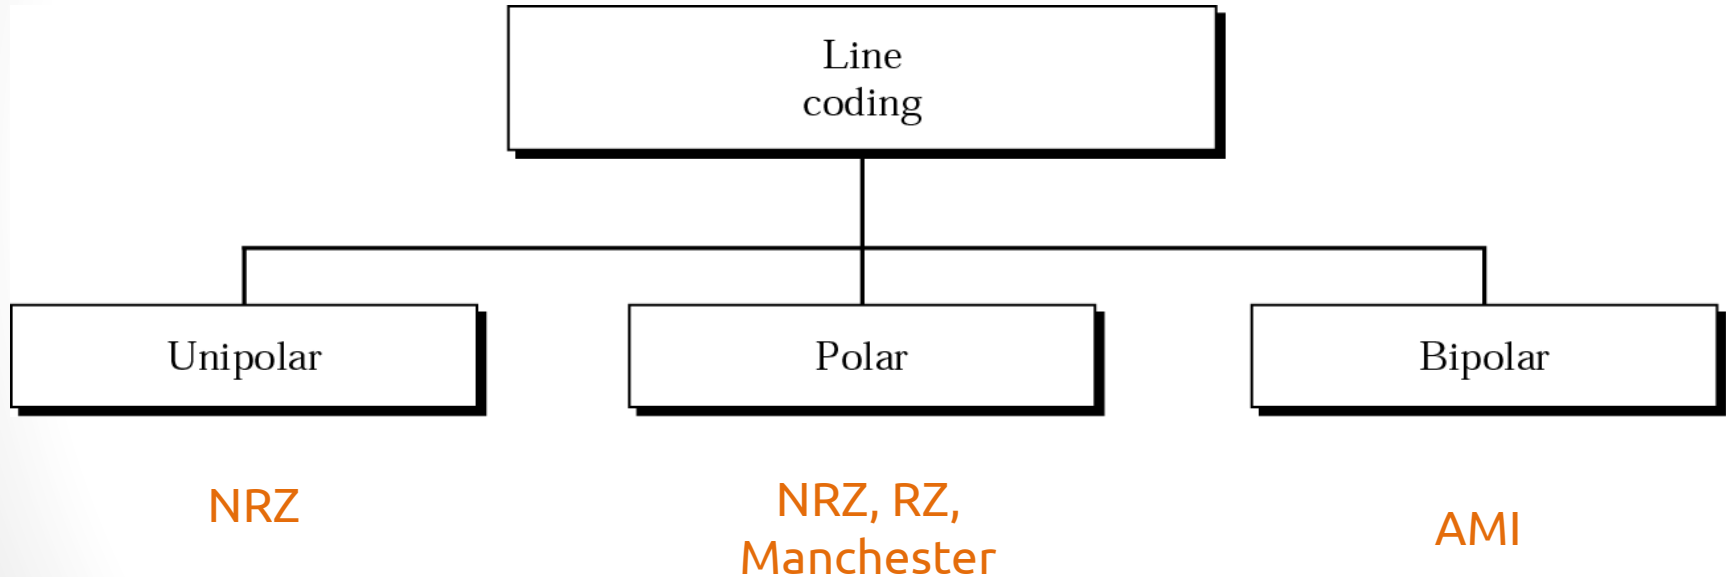 Line
coding
Unipolar
Polar
Bipolar
NRZ
NRZ, RZ,
Manchester
AMI